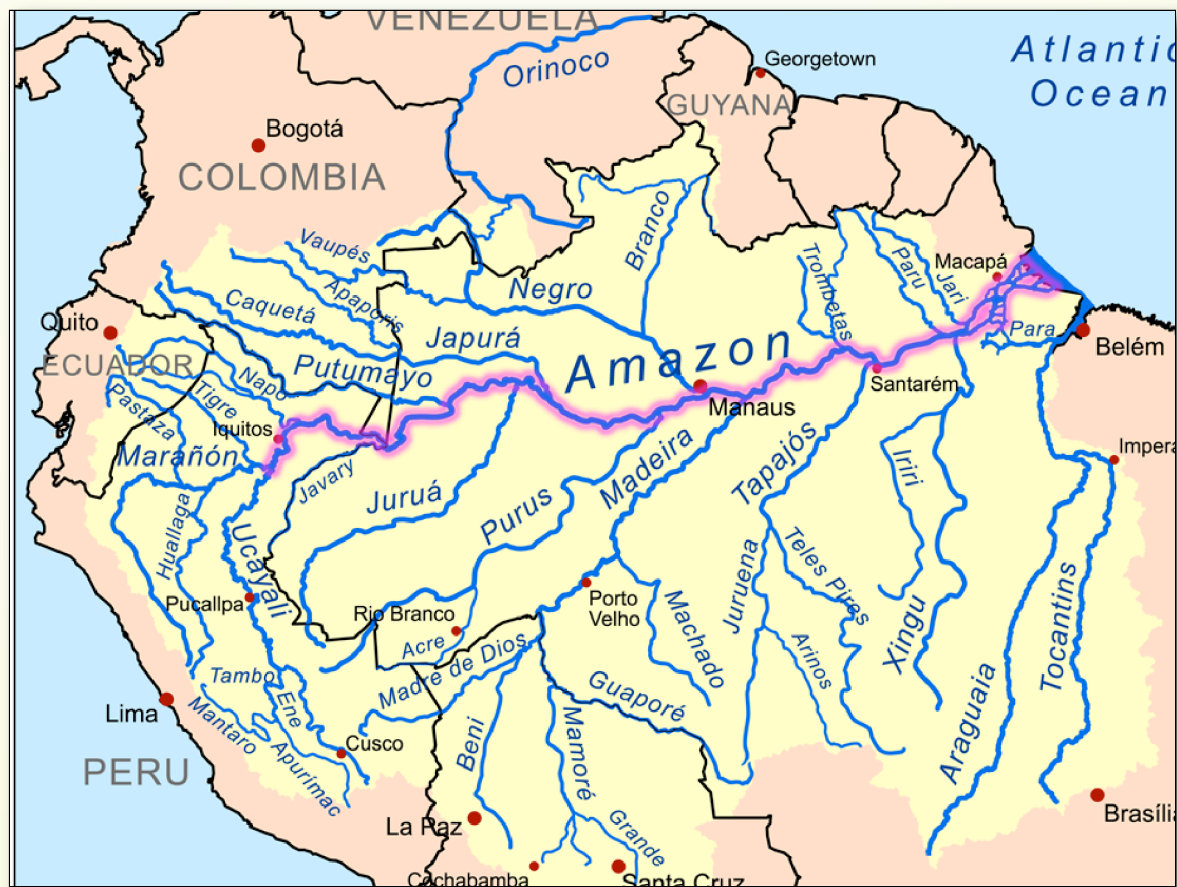 VENEZUELA
Atlantic
Ocean
Orinoco
Georgetown
GUYANA
Bogotá
COLOMBIA
Branco
Vaupés
Trombetas
Paru
Jari
Macapá
Apaporis
Negro
Caquetá
Japurá
Quito
ECUADOR
Putumayo
Amazon
Para
Belém
Napo
Tigre
Pastaza
Santarém
Manaus
Iquitos
Marañón
Javary
Juruá
Purus
Madeira
Tapajós
Iriri
Impera
Huallaga
Ucayali
Teles Pires
Juruena
Pucallpa
Porto
Velho
Rio Branco
Acre
Machado
Xingu
Tocantins
Araguaia
Arinos
Madre de Dios
Tambo
Ene
Guaporé
Lima
Mantaro
Apurímac
Cusco
Beni
Mamoré
PERU
La Paz
Grande
Brasília
Cochabamba
Santa Cruz